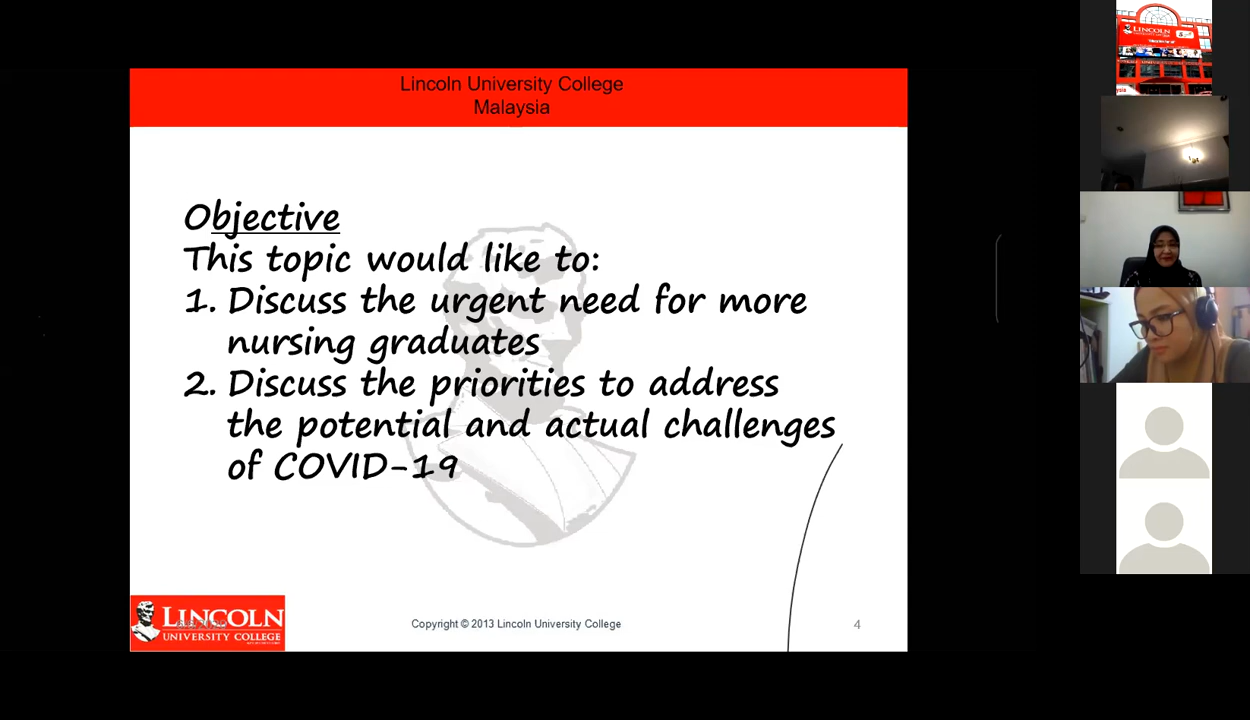 Lincoln University College
Malaysia
Objective
This topic would like to:
1. Discuss the urgent need for more
nursing graduates
2. Discuss the priorities to address
the potential and actual challenges
of COVID-19
LINCOLN
UNIVERSITY COLLEGE
Copyright © 2013 Lincoln University College
4
LINCOLN